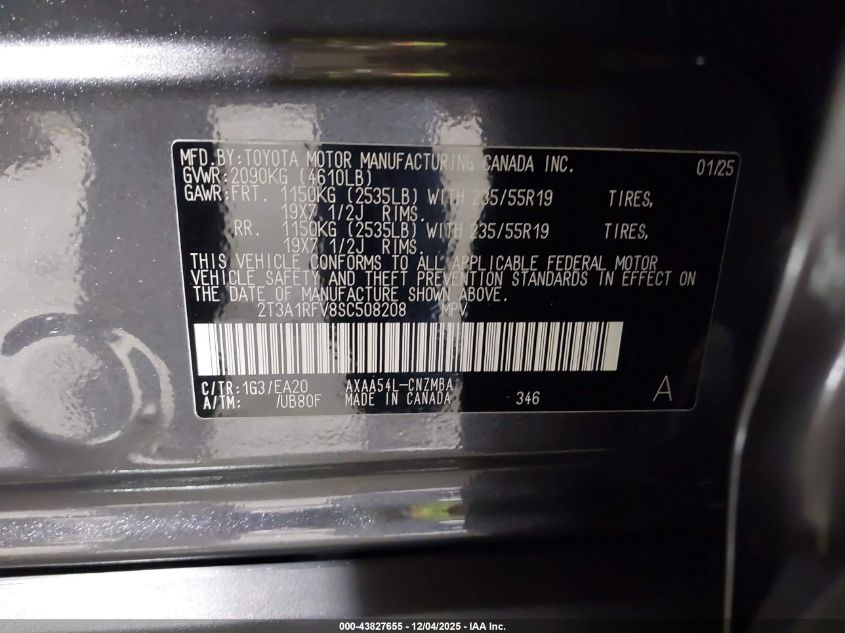 MFD.BY:TOYOTA MOTOR MANUFACTURING CANADA INC. 01/25
GVWR:2090KG (4610LB)
GAWR:FRT. 1150KG (2535LB) WITH 235/55R19 TIRES,
19X7 1/2J RIMS.
RR. 1150KG (2535LB) WITH 235/55R19 TIRES,
19X7 1/2J RIMS.
THIS VEHICLE CONFORMS TO ALL APPLICABLE FEDERAL MOTOR
VEHICLE SAFETY AND THEFT PREVENTION STANDARDS IN EFFECT ON
THE DATE OF MANUFACTURE SHOWN ABOVE.
2T3A1RFV8SC508208 MPV
C/TR:1G3/EA20 AXAA54L-CNZMBA
A/TM: /UB80F MADE IN CANADA 346 A
000-43827655 - 12/04/2025 - IAA Inc.